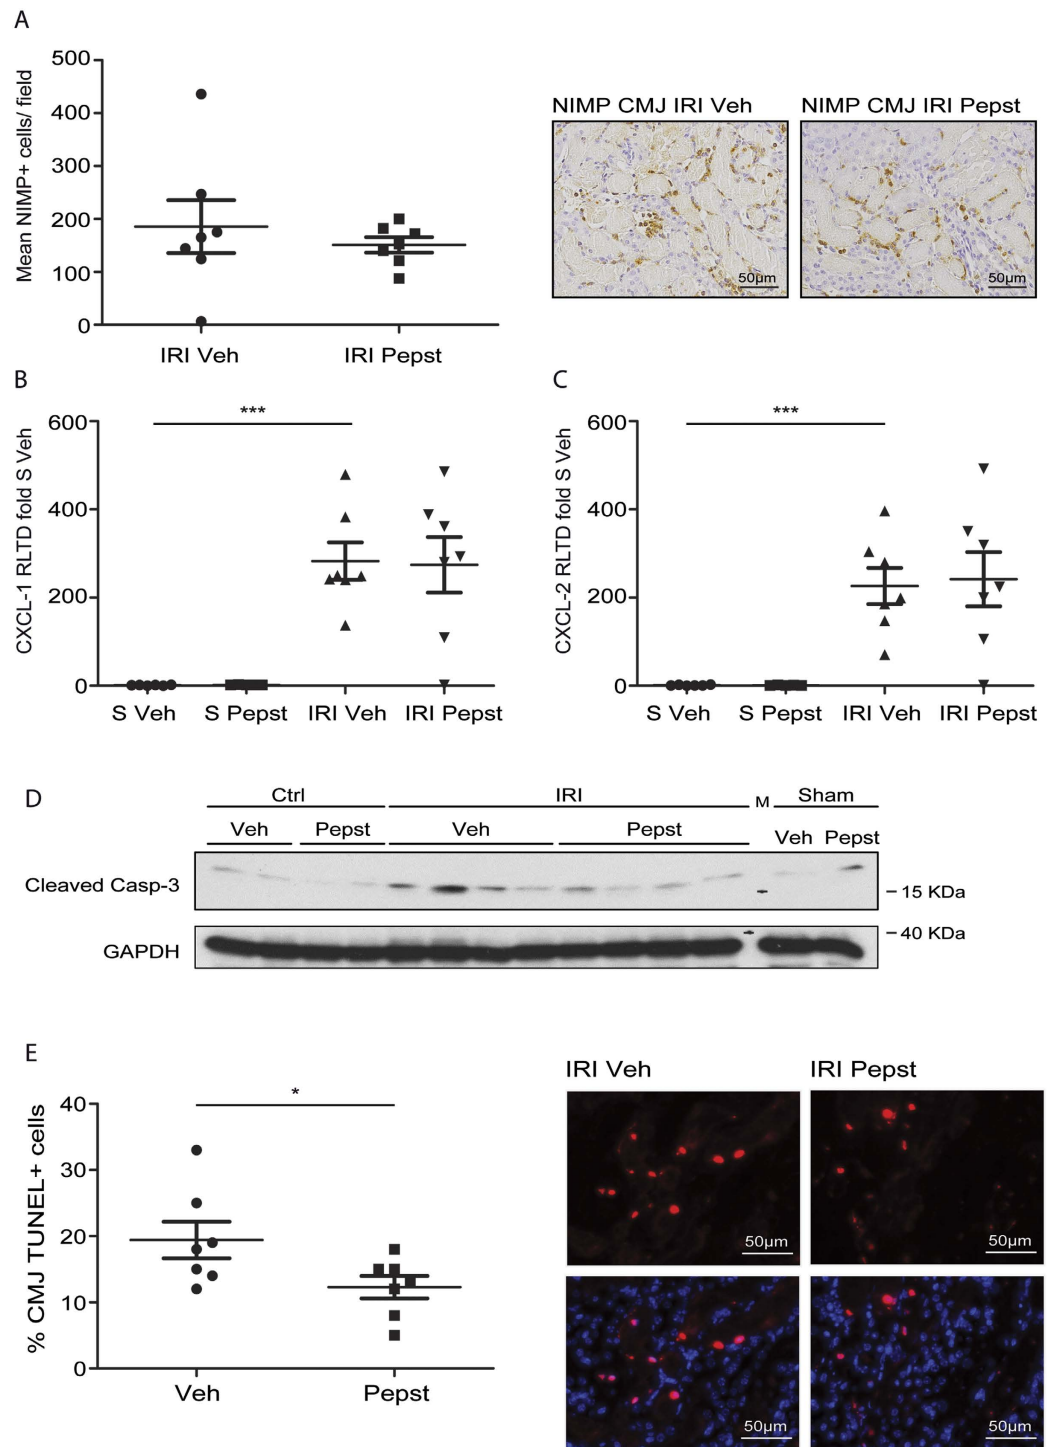 A
Mean NIMP+ cells/ field
500
400
300
200
100
0
IRI Veh
IRI Pepst
NIMP CMJ IRI Veh
NIMP CMJ IRI Pepst
50µm
50µm
B
CXCL-1 RLTD fold S Veh
600
400
200
0
***
S Veh
S Pepst
IRI Veh
IRI Pepst
C
CXCL-2 RLTD fold S Veh
600
400
200
0
***
S Veh
S Pepst
IRI Veh
IRI Pepst
D
Ctrl
IRI
M
Sham
Veh
Pepst
Veh
Pepst
Veh
Pepst
Cleaved Casp-3
15 KDa
GAPDH
40 KDa
E
% CMJ TUNEL+ cells
40
30
20
10
0
*
Veh
Pepst
IRI Veh
IRI Pepst
50µm
50µm
50µm
50µm